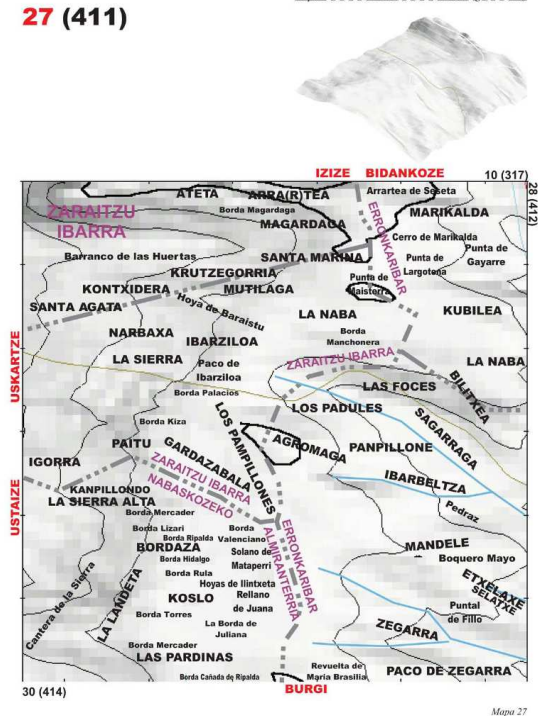 27 (411)
IZIZE BIDANKOZE
10 (317)
28 (412)
ATETA
ARRA(R)TEA
Arrartea de Seseta
ZARAITZU
IBARRA
Borda Magardaga
MARIKALDA
MAGARDAGA
ERRONKARIBAR
Cerro de Marikalda
Barranco de las Huertas
SANTA MARINA
Punta de
Largotena
Punta de
Gayarre
KRUTZEGORRIA
KONTXIDERA
MUTILAGA
Punta de
Maisterra
SANTA AGATA
Hoya de Baraistu
LA NABA
KUBILEA
NARBAXA
IBARZILOA
Borda
Manchonera
LA SIERRA
Paco de
Ibarziloa
ZARAITZU IBARRA
LA NABA
USKARTZE
Borda Palacios
LAS FOCES
BILITXEA
LOS PADULES
Borda Kiza
LOS PAMPILLONES
SAGARRAGA
PAITU
GARDAZABALA
AGROMAGA
PANPILLONE
IGORRA
ZARAITZU IBARRA
NABASKOZEKO
IBARBELTZA
USTAIZE
KANPILLONDO
LA SIERRA ALTA
Borda Mercader
Pedraz
Borda Lizari
Borda
Valenciano
ERRONKARIBAR
ALMIRANTERRIA
Borda Ripalda
BORDAZA
Solano de
Mataperri
MANDELE
Borda Hidalgo
Boquero Mayo
Borda Rula
Hoyas de Ilintxeta
ETXELAXE
SELATXE
Cantera de la Sierra
LA LANDETA
KOSLO
Rellano
de Juana
Puntal
de Fillo
Borda Torres
La Borda de
Juliana
ZEGARRA
Borda Mercader
LAS PARDINAS
Revuelta de
Maria Brasilia
PACO DE ZEGARRA
Borda Cañada de Ripalda
30 (414)
BURGI
Mapa 27